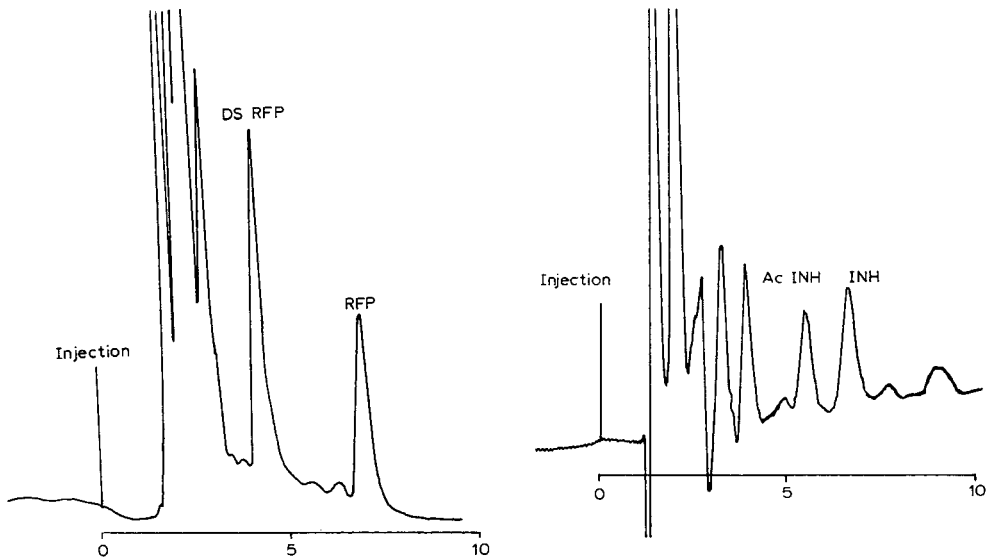 DS RFP
RFP
Injection
0 5 10
Injection
Ac INH INH
0 5 10